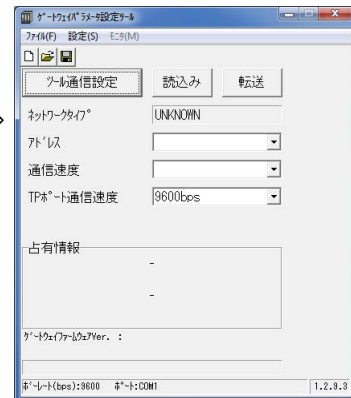 ｹﾞｰﾄｳｪｲﾊﾟﾗﾒｰﾀ設定ﾂｰﾙ
ﾌｧｲﾙ(F) 設定(S) ﾓﾆﾀ(M)
ﾂｰﾙ通信設定 読込み 転送
ﾈｯﾄﾜｰｸﾀｲﾌﾟ UNKNOWN
ｱﾄﾞﾚｽ
通信速度
TPﾎﾟｰﾄ通信速度 9600bps
占有情報
-
-
ｹﾞｰﾄｳｪｲﾌｧｰﾑｳｪｱVer. :
ﾎﾞｰﾚｰﾄ(bps):9600 ﾎﾟｰﾄ:COM1 1.2.9.3